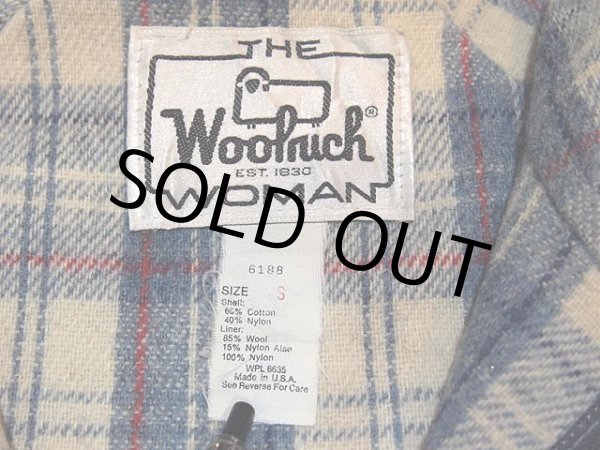 THE
Woolrich®
EST. 1830
WOMAN
SOLD OUT
6188
SIZE S
Shell:
60% Cotton
40% Nylon
Liner:
85% Wool
15% Nylon Also
100% Nylon
WPL 6635
Made in U.S.A.
See Reverse For Care